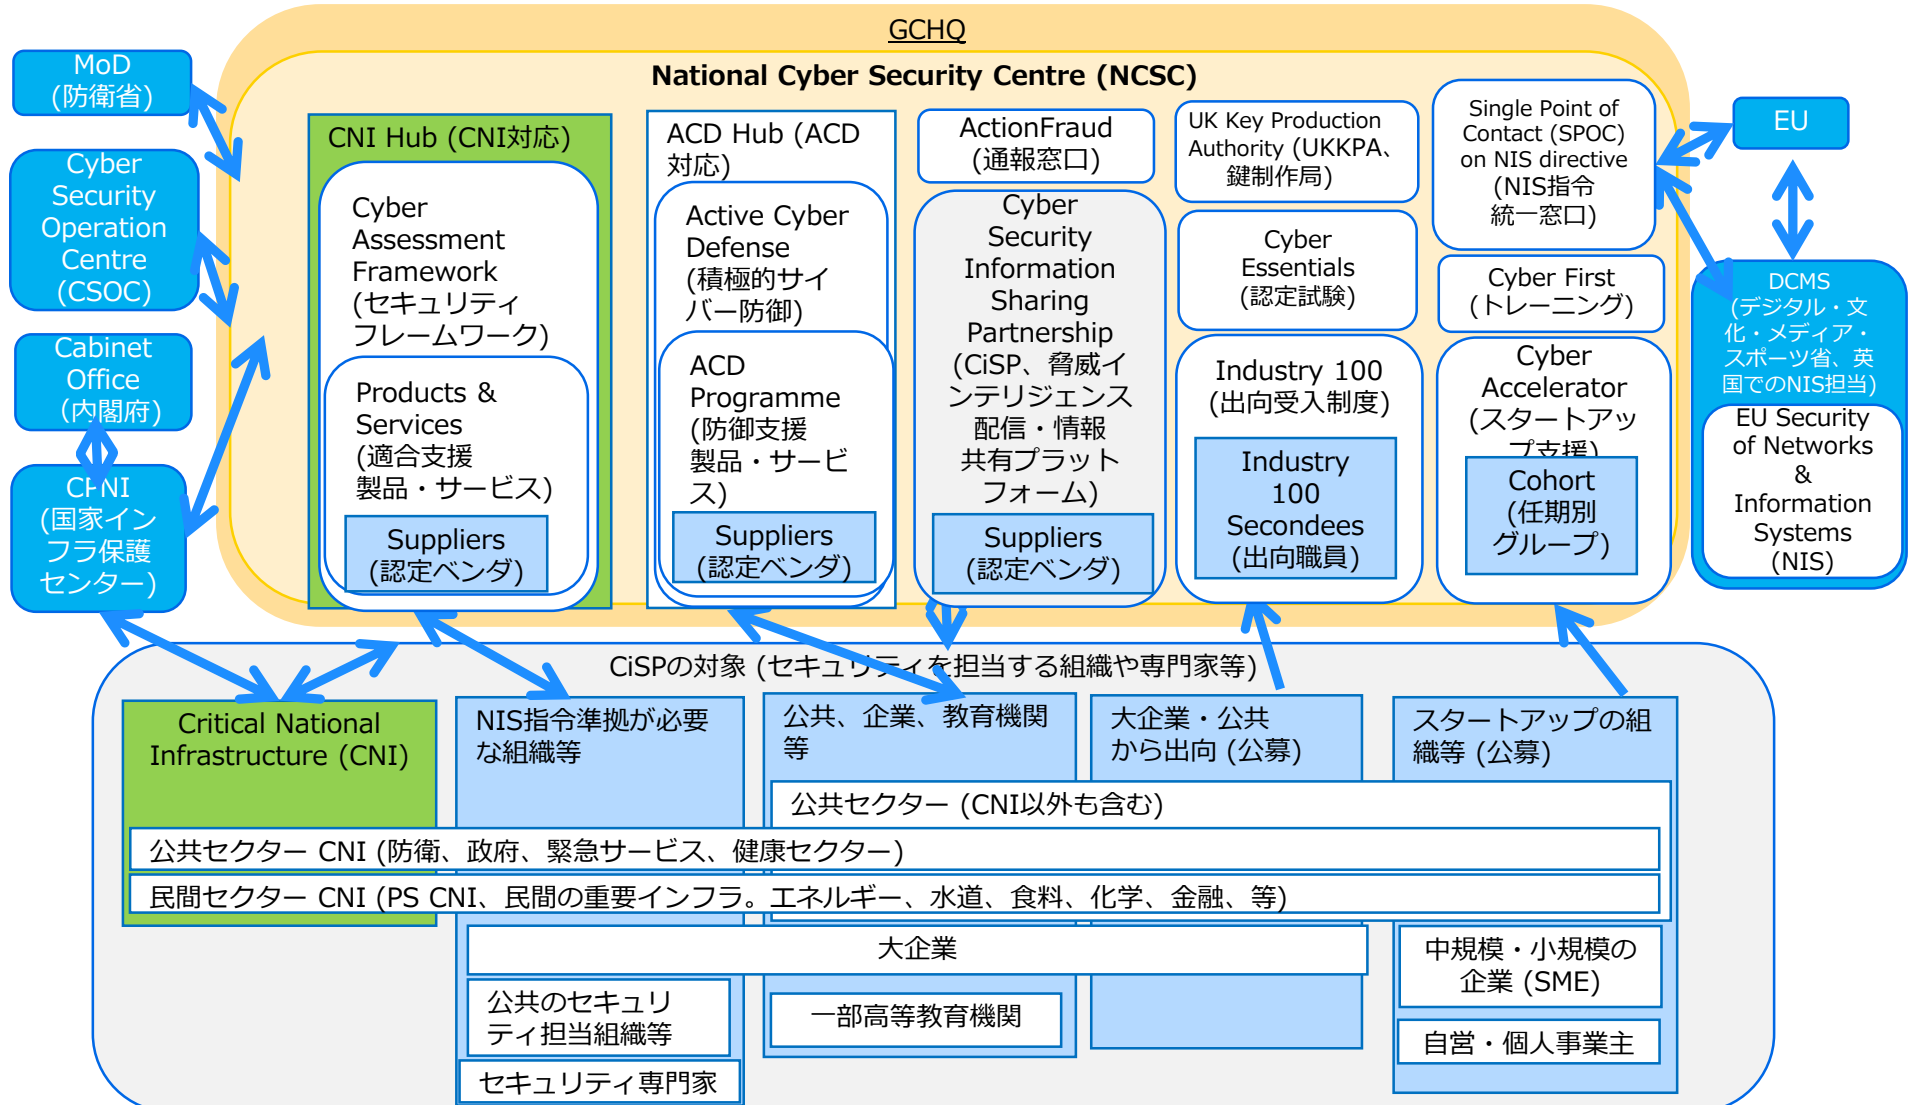 GCHQ
National Cyber Security Centre (NCSC)
MoD
(防衛省)
Cyber
Security
Operation
Centre
(CSOC)
Cabinet
Office
(内閣府)
CPNI
(国家イン
フラ保護
センター)
CNI Hub (CNI対応)
Cyber
Assessment
Framework
(セキュリティ
フレームワーク)
Products &
Services
(適合支援
製品・サービス)
Suppliers
(認定ベンダ)
ACD Hub (ACD
対応)
Active Cyber
Defense
(積極的サイ
バー防御)
ACD
Programme
(防御支援
製品・サービ
ス)
Suppliers
(認定ベンダ)
ActionFraud
(通報窓口)
Cyber
Security
Information
Sharing
Partnership
(CiSP、脅威イ
ンテリジェンス
配信・情報
共有プラット
フォーム)
Suppliers
(認定ベンダ)
UK Key Production
Authority (UKKPA、
鍵制作局)
Cyber
Essentials
(認定試験)
Industry 100
(出向受入制度)
Industry
100
Secondees
(出向職員)
Single Point of
Contact (SPOC)
on NIS directive
(NIS指令
統一窓口)
Cyber First
(トレーニング)
Cyber
Accelerator
(スタートアッ
プ支援)
Cohort
(任期別
グループ)
EU
DCMS
(デジタル・文
化・メディア・
スポーツ省、英
国でのNIS担当)
EU Security
of Networks
&
Information
Systems
(NIS)
CiSPの対象 (セキュリティを担当する組織や専門家等)
Critical National
Infrastructure (CNI)
NIS指令準拠が必要
な組織等
公共、企業、教育機関
等
大企業・公共
から出向 (公募)
スタートアップの組
織等 (公募)
公共セクター (CNI以外も含む)
公共セクター CNI (防衛、政府、緊急サービス、健康セクター)
民間セクター CNI (PS CNI、民間の重要インフラ。エネルギー、水道、食料、化学、金融、等)
大企業
公共のセキュリ
ティ担当組織等
セキュリティ専門家
一部高等教育機関
中規模・小規模の
企業 (SME)
自営・個人事業主